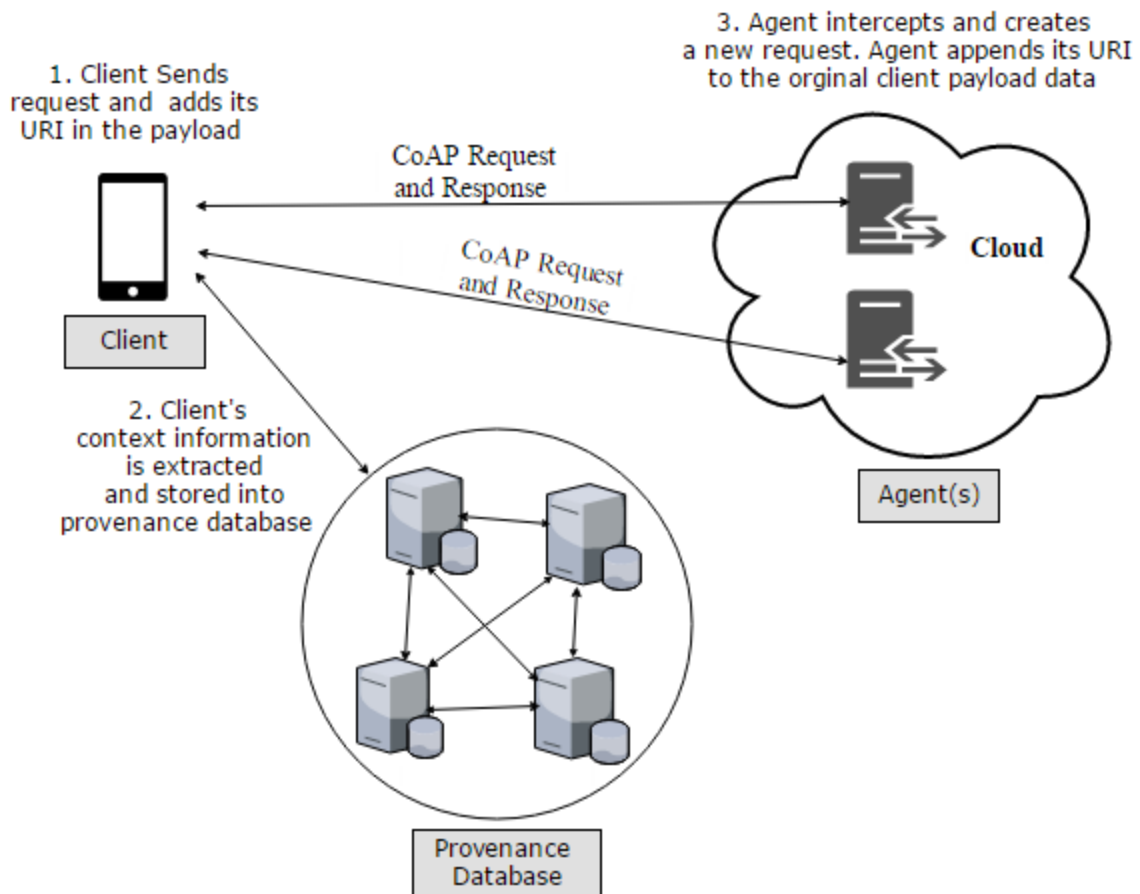 1. Client Sends
request and adds its
URI in the payload
3. Agent intercepts and creates
a new request. Agent appends its URI
to the orginal client payload data
CoAP Request
and Response
CoAP Request
and Response
Cloud
Client
2. Client's
context information
is extracted
and stored into
provenance database
Agent(s)
Provenance
Database